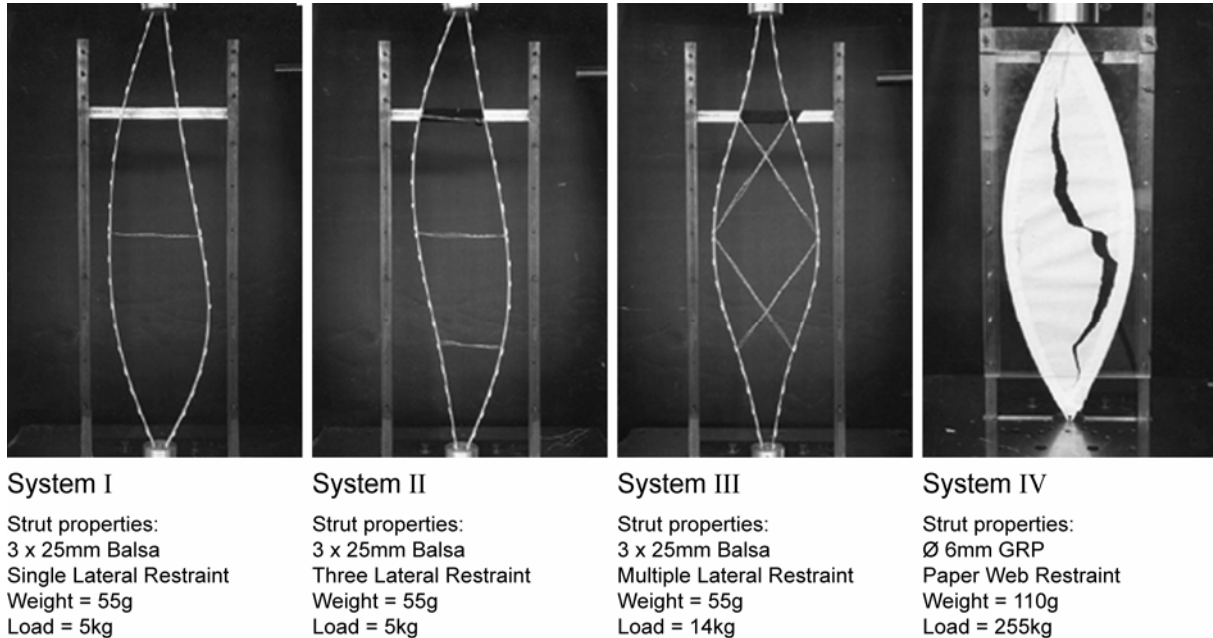 System I
Strut properties:
3 x 25mm Balsa
Single Lateral Restraint
Weight = 55g
Load = 5kg
System II
Strut properties:
3 x 25mm Balsa
Three Lateral Restraint
Weight = 55g
Load = 5kg
System III
Strut properties:
3 x 25mm Balsa
Multiple Lateral Restraint
Weight = 55g
Load = 14kg
System IV
Strut properties:
Ø 6mm GRP
Paper Web Restraint
Weight = 110g
Load = 255kg